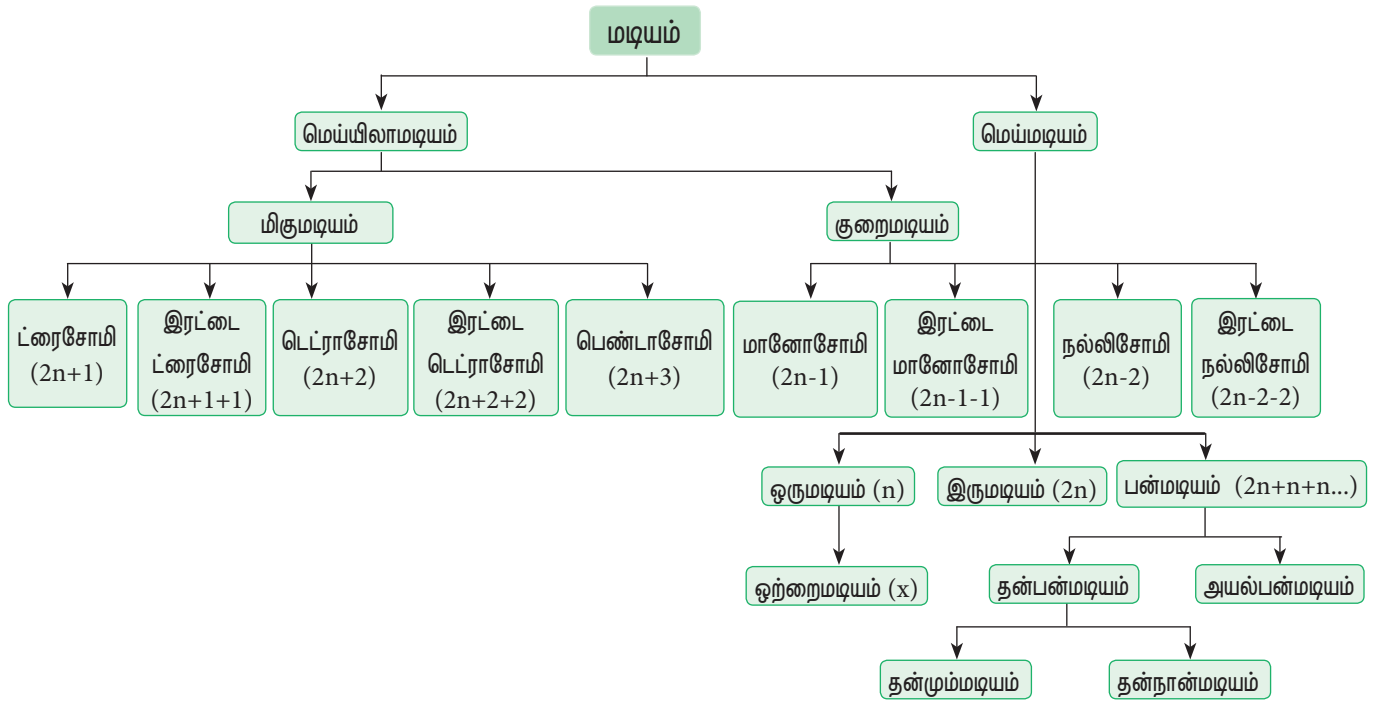 மடியம்
மெய்யிலாமடியம்
மெய்மடியம்
மிகுமடியம்
குறைமடியம்
ட்ரைசோமி
(2n+1)
இரட்டை
ட்ரைசோமி
(2n+1+1)
டெட்ராசோமி
(2n+2)
இரட்டை
டெட்ராசோமி
(2n+2+2)
பெண்டாசோமி
(2n+3)
மானோசோமி
(2n-1)
இரட்டை
மானோசோமி
(2n-1-1)
நல்லிசோமி
(2n-2)
இரட்டை
நல்லிசோமி
(2n-2-2)
ஒருமடியம் (n)
இருமடியம் (2n)
பன்மடியம் (2n+n+n...)
ஒற்றைமடியம் (x)
தன்பன்மடியம்
அயல்பன்மடியம்
தன்மும்மடியம்
தன்நான்மடியம்